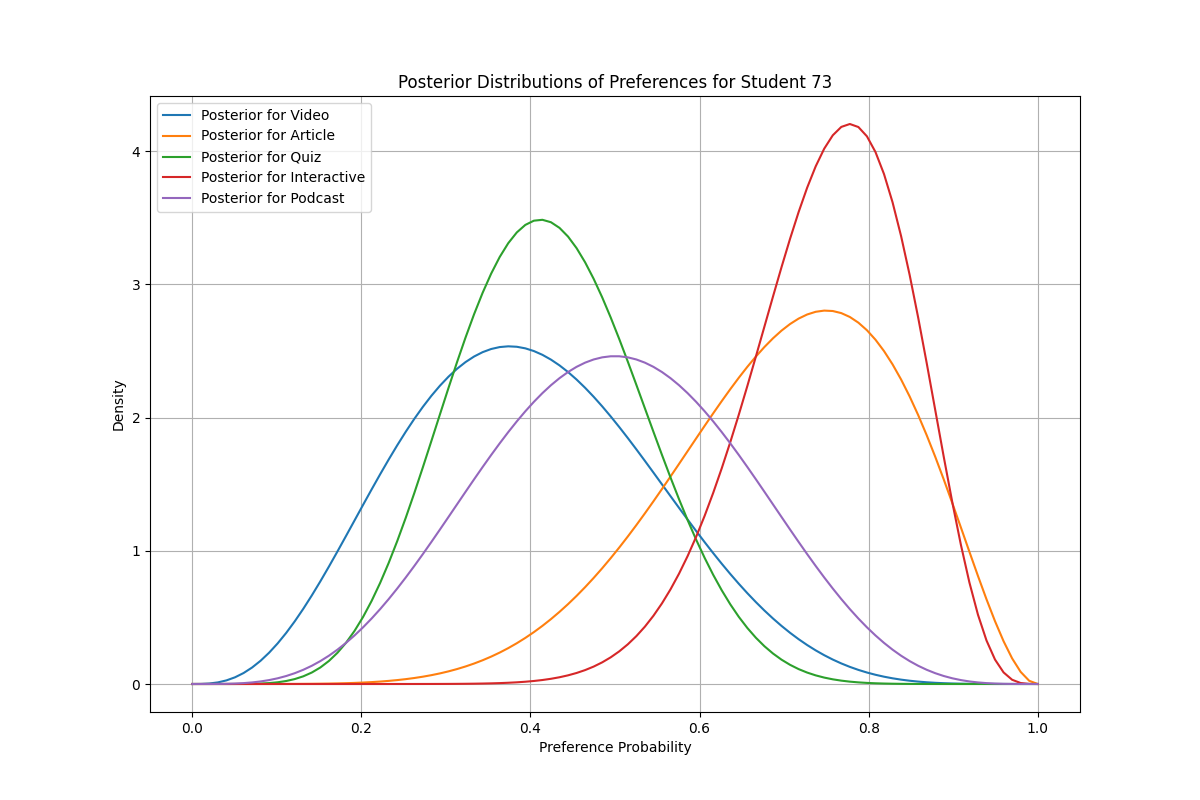 Posterior Distributions of Preferences for Student 73
Posterior for Video
Posterior for Article
Posterior for Quiz
Posterior for Interactive
Posterior for Podcast
Density
4
3
2
1
0
0.0 0.2 0.4 0.6 0.8 1.0
Preference Probability